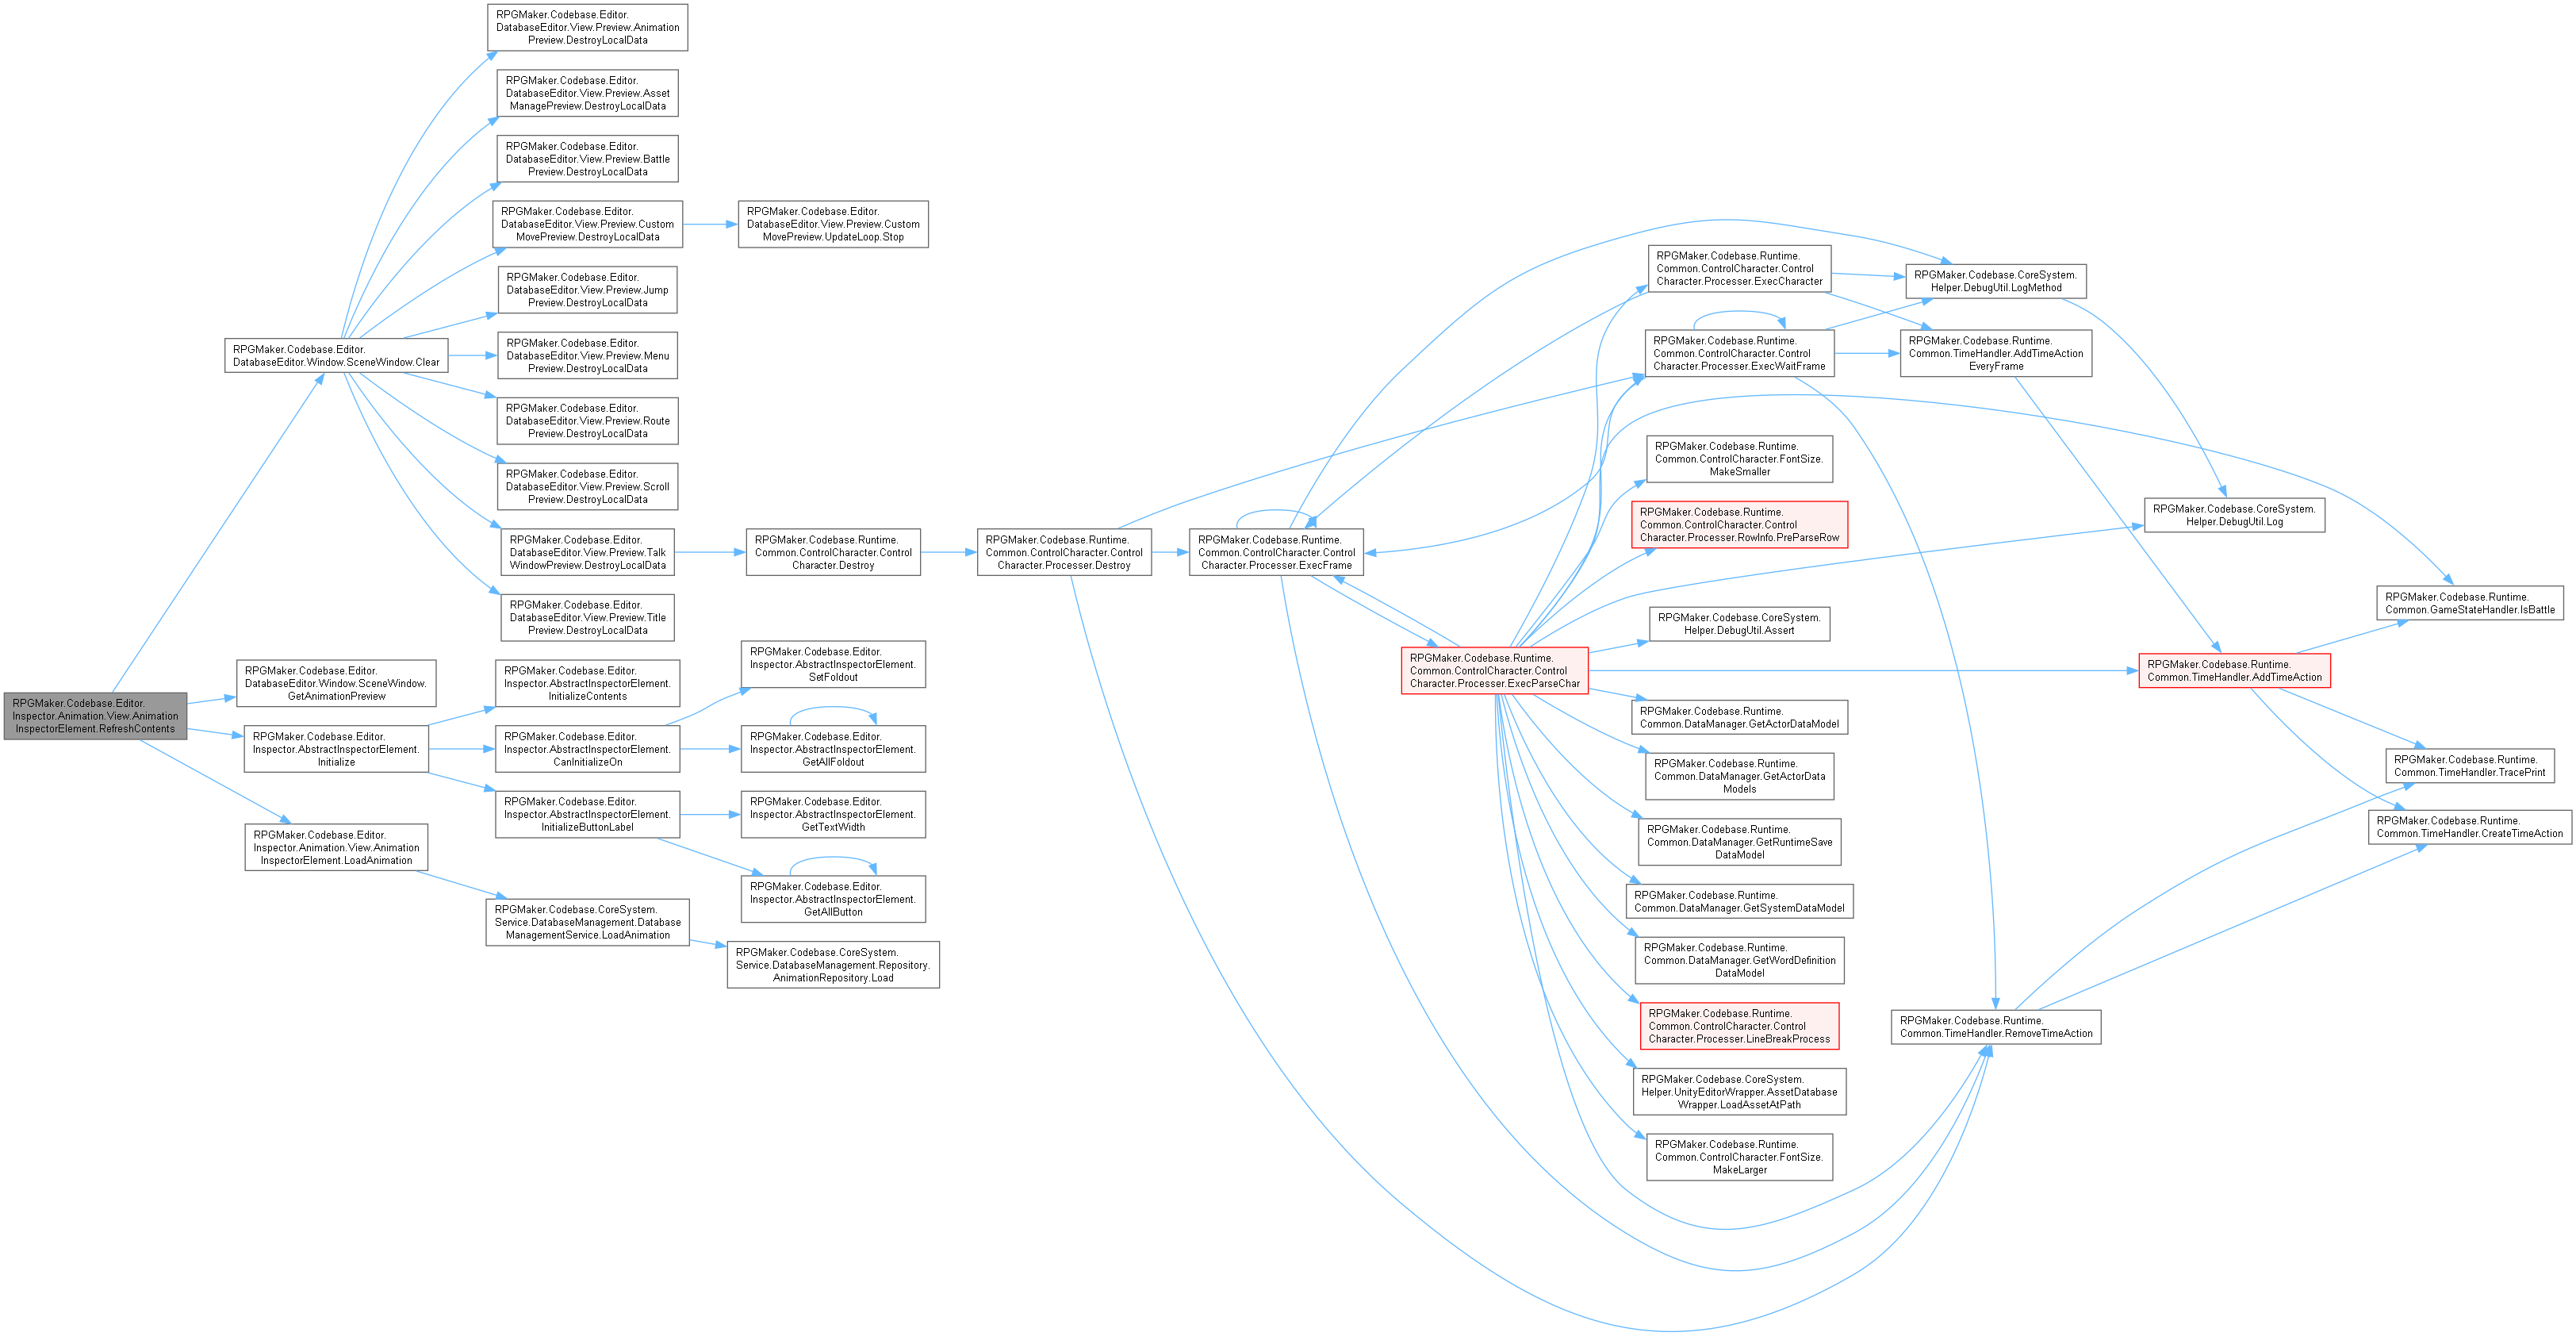 RPGMaker.Codebase.Editor.
Inspector.Animation.View.Animation
InspectorElement.RefreshContents
RPGMaker.Codebase.Editor.
DatabaseEditor.Window.SceneWindow.Clear
RPGMaker.Codebase.Editor.
DatabaseEditor.Window.SceneWindow.
GetAnimationPreview
RPGMaker.Codebase.Editor.
Inspector.AbstractInspectorElement.
Initialize
RPGMaker.Codebase.Editor.
Inspector.Animation.View.Animation
InspectorElement.LoadAnimation
RPGMaker.Codebase.Editor.
DatabaseEditor.View.Preview.Animation
Preview.DestroyLocalData
RPGMaker.Codebase.Editor.
DatabaseEditor.View.Preview.Asset
ManagePreview.DestroyLocalData
RPGMaker.Codebase.Editor.
DatabaseEditor.View.Preview.Battle
Preview.DestroyLocalData
RPGMaker.Codebase.Editor.
DatabaseEditor.View.Preview.Custom
MovePreview.DestroyLocalData
RPGMaker.Codebase.Editor.
DatabaseEditor.View.Preview.Jump
Preview.DestroyLocalData
RPGMaker.Codebase.Editor.
DatabaseEditor.View.Preview.Menu
Preview.DestroyLocalData
RPGMaker.Codebase.Editor.
DatabaseEditor.View.Preview.Route
Preview.DestroyLocalData
RPGMaker.Codebase.Editor.
DatabaseEditor.View.Preview.Scroll
Preview.DestroyLocalData
RPGMaker.Codebase.Editor.
DatabaseEditor.View.Preview.Talk
WindowPreview.DestroyLocalData
RPGMaker.Codebase.Editor.
DatabaseEditor.View.Preview.Title
Preview.DestroyLocalData
RPGMaker.Codebase.Editor.
Inspector.AbstractInspectorElement.
InitializeContents
RPGMaker.Codebase.Editor.
Inspector.AbstractInspectorElement.
CanInitializeOn
RPGMaker.Codebase.Editor.
Inspector.AbstractInspectorElement.
InitializeButtonLabel
RPGMaker.Codebase.CoreSystem.
Service.DatabaseManagement.Database
ManagementService.LoadAnimation
RPGMaker.Codebase.Editor.
DatabaseEditor.View.Preview.Custom
MovePreview.UpdateLoop.Stop
RPGMaker.Codebase.Runtime.
Common.ControlCharacter.Control
Character.Destroy
RPGMaker.Codebase.Editor.
Inspector.AbstractInspectorElement.
SetFoldout
RPGMaker.Codebase.Editor.
Inspector.AbstractInspectorElement.
GetAllFoldout
RPGMaker.Codebase.Editor.
Inspector.AbstractInspectorElement.
GetTextWidth
RPGMaker.Codebase.Editor.
Inspector.AbstractInspectorElement.
GetAllButton
RPGMaker.Codebase.CoreSystem.
Service.DatabaseManagement.Repository.
AnimationRepository.Load
RPGMaker.Codebase.Runtime.
Common.ControlCharacter.Control
Character.Processer.Destroy
RPGMaker.Codebase.Runtime.
Common.ControlCharacter.Control
Character.Processer.ExecFrame
RPGMaker.Codebase.Runtime.
Common.ControlCharacter.Control
Character.Processer.ExecParseChar
RPGMaker.Codebase.Runtime.
Common.ControlCharacter.Control
Character.Processer.ExecCharacter
RPGMaker.Codebase.Runtime.
Common.ControlCharacter.Control
Character.Processer.ExecWaitFrame
RPGMaker.Codebase.Runtime.
Common.ControlCharacter.FontSize.
MakeSmaller
RPGMaker.Codebase.Runtime.
Common.ControlCharacter.Control
Character.Processer.RowInfo.PreParseRow
RPGMaker.Codebase.CoreSystem.
Helper.DebugUtil.Assert
RPGMaker.Codebase.Runtime.
Common.DataManager.GetActorDataModel
RPGMaker.Codebase.Runtime.
Common.DataManager.GetActorData
Models
RPGMaker.Codebase.Runtime.
Common.DataManager.GetRuntimeSave
DataModel
RPGMaker.Codebase.Runtime.
Common.DataManager.GetSystemDataModel
RPGMaker.Codebase.Runtime.
Common.DataManager.GetWordDefinition
DataModel
RPGMaker.Codebase.Runtime.
Common.ControlCharacter.Control
Character.Processer.LineBreakProcess
RPGMaker.Codebase.CoreSystem.
Helper.UnityEditorWrapper.AssetDatabase
Wrapper.LoadAssetAtPath
RPGMaker.Codebase.Runtime.
Common.ControlCharacter.FontSize.
MakeLarger
RPGMaker.Codebase.CoreSystem.
Helper.DebugUtil.LogMethod
RPGMaker.Codebase.Runtime.
Common.TimeHandler.AddTimeAction
EveryFrame
RPGMaker.Codebase.Runtime.
Common.TimeHandler.RemoveTimeAction
RPGMaker.Codebase.CoreSystem.
Helper.DebugUtil.Log
RPGMaker.Codebase.Runtime.
Common.TimeHandler.AddTimeAction
RPGMaker.Codebase.Runtime.
Common.GameStateHandler.IsBattle
RPGMaker.Codebase.Runtime.
Common.TimeHandler.TracePrint
RPGMaker.Codebase.Runtime.
Common.TimeHandler.CreateTimeAction